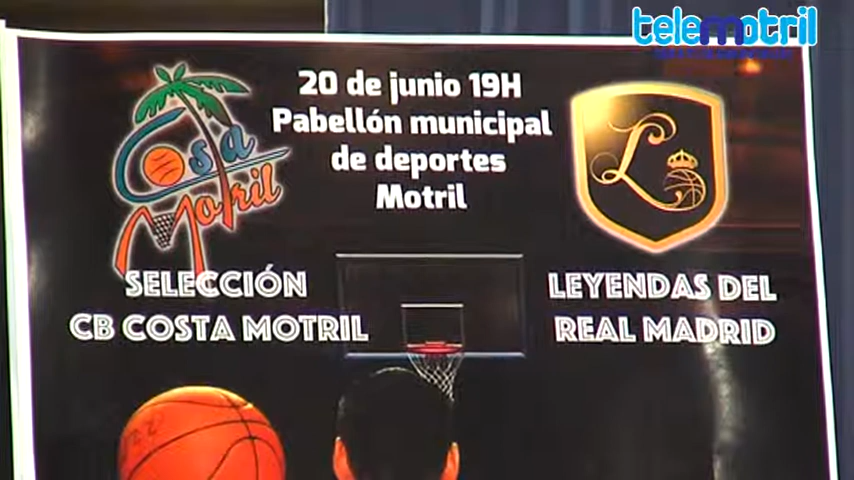 telemotril
20 de junio 19H
Pabellón municipal
de deportes
Motril
Costa
Motril
L
SELECCIÓN
CB COSTA MOTRIL
LEYENDAS DEL
REAL MADRID